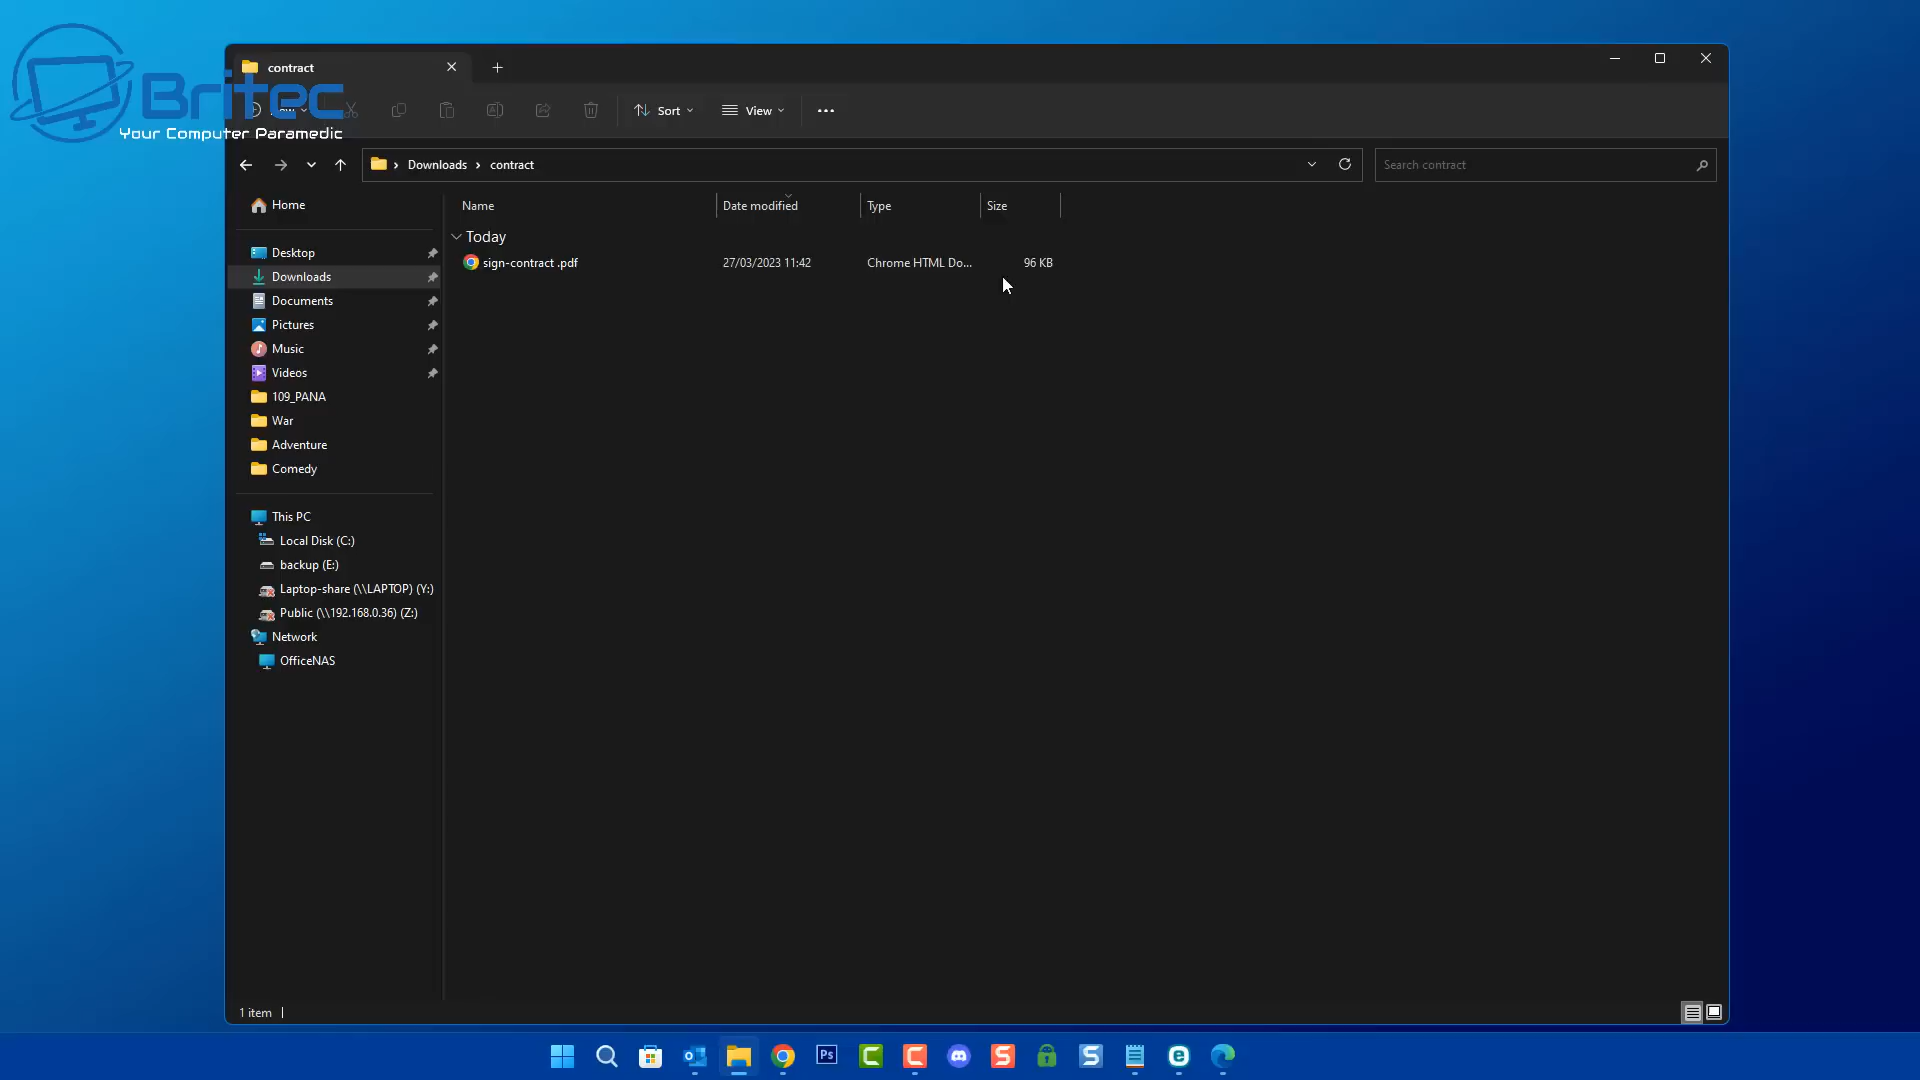 contract
Britec
Your Computer Paramedic
Sort
View
Downloads
contract
Search contract
Home
Desktop
Downloads
Documents
Pictures
Music
Videos
109_PANA
War
Adventure
Comedy
This PC
Local Disk (C:)
backup (E:)
Laptop-share (\\LAPTOP) (Y:)
Public (\\192.168.0.36) (Z:)
Network
OfficeNAS
Name Date modified Type Size
Today
sign-contract .pdf 27/03/2023 11:42 Chrome HTML Do... 96 KB
1 item
Ps